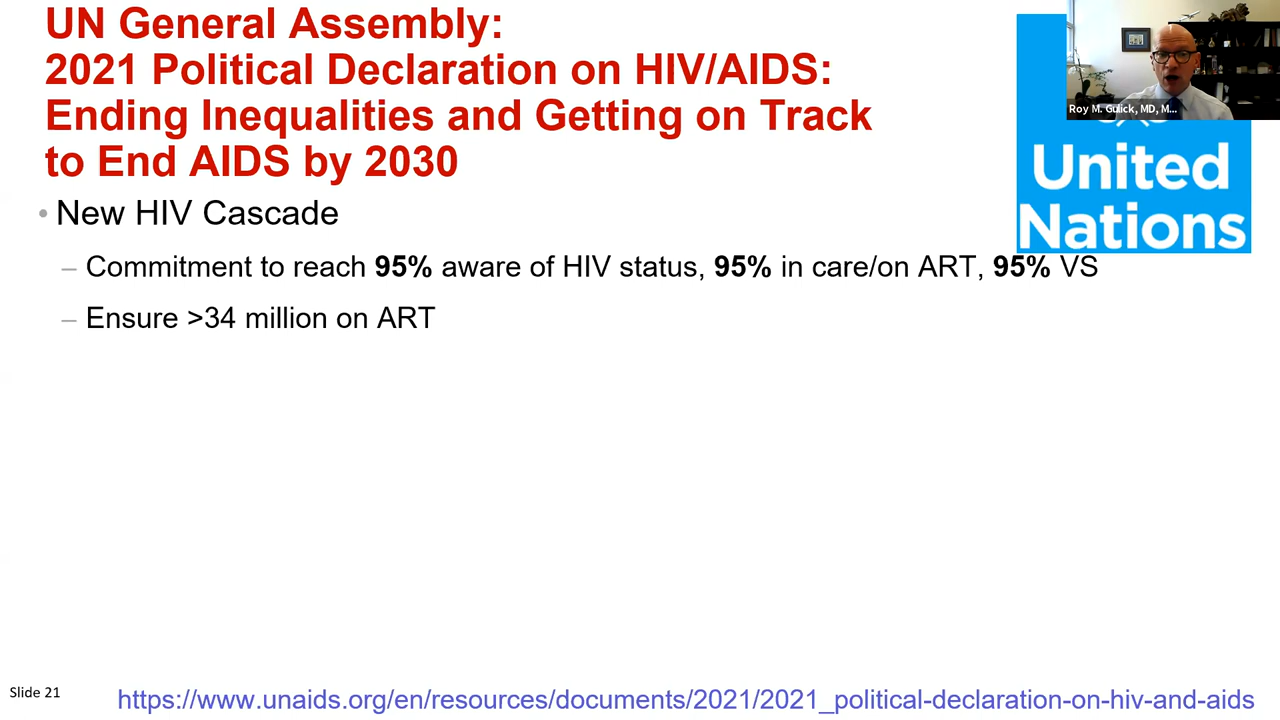 UN General Assembly:
2021 Political Declaration on HIV/AIDS:
Ending Inequalities and Getting on Track
to End AIDS by 2030
Roy M. Gulick, MD, M...
United
Nations
• New HIV Cascade
– Commitment to reach 95% aware of HIV status, 95% in care/on ART, 95% VS
– Ensure >34 million on ART
Slide 21
https://www.unaids.org/en/resources/documents/2021/2021_political-declaration-on-hiv-and-aids